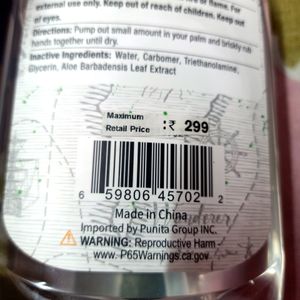 external use only. Keep out of reach of children. Keep out
of eyes.
Directions: Pump out small amount in your palm and briskly rub
hands together until dry.
Inactive Ingredients: Water, Carbomer, Triethanolamine,
Glycerin, Aloe Barbadensis Leaf Extract
Maximum
Retail Price :₹ 299
6 59806 45702 2
Made in China
Wanderer
Imported by Punita Group INC.
⚠ WARNING: Reproductive Harm -
www.P65Warnings.ca.gov